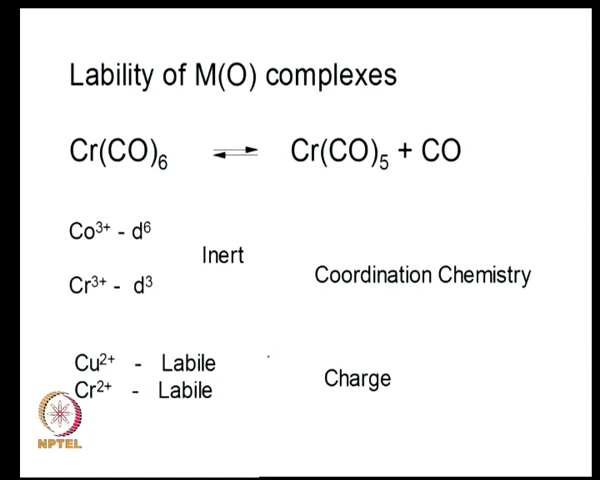 Lability of M(O) complexes
Cr(CO)₆ ⇌ Cr(CO)₅ + CO
Co³⁺ - d⁶
Inert
Cr³⁺ - d³
Coordination Chemistry
Cu²⁺ - Labile
Cr²⁺ - Labile
Charge
NPTEL